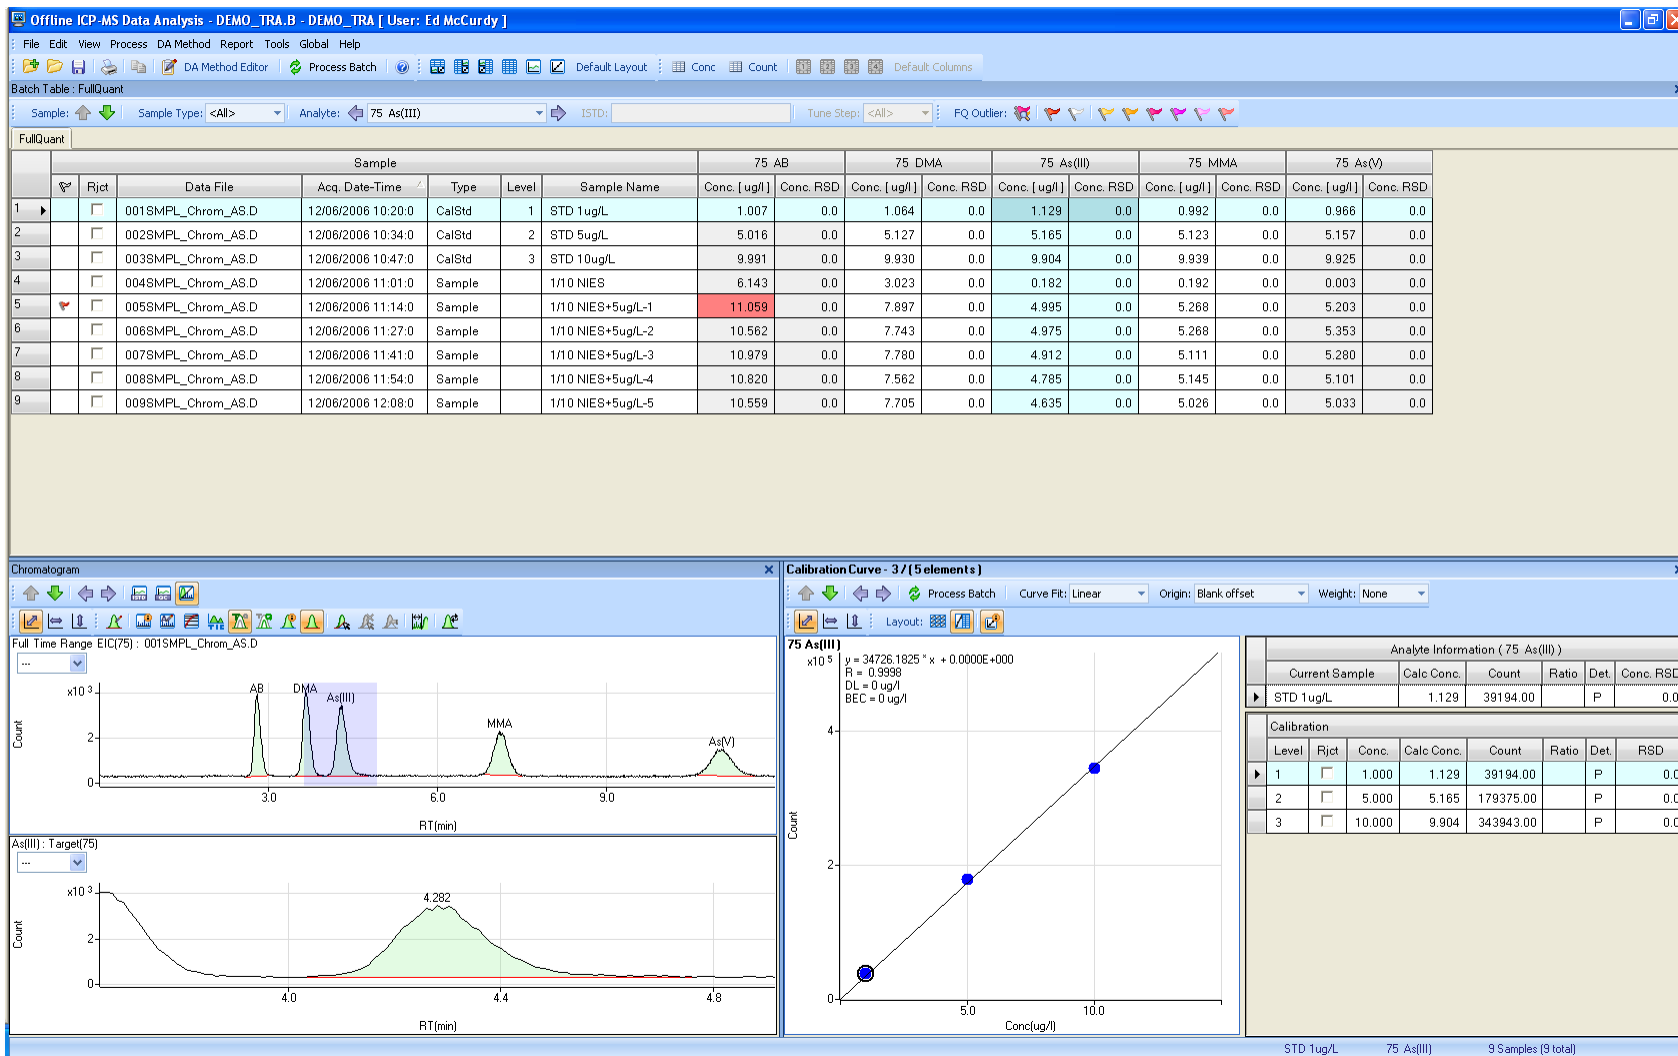 Offline ICP-MS Data Analysis - DEMO_TRA.B - DEMO_TRA [ User: Ed McCurdy ]
File Edit View Process DA Method Report Tools Global Help
DA Method Editor Process Batch Default Layout Conc Count Default Columns
Batch Table : FullQuant
Sample: Sample Type: <All> Analyte: 75 As(III) ISTD: Tune Step: <All> FQ Outlier:
FullQuant
Sample 75 AB 75 DMA 75 As(III) 75 MMA 75 As(V)
Rjct Data File Acq. Date-Time Type Level Sample Name Conc. [ ug/l ] Conc. RSD Conc. [ ug/l ] Conc. RSD Conc. [ ug/l ] Conc. RSD Conc. [ ug/l ] Conc. RSD Conc. [ ug/l ] Conc. RSD
1 001SMPL_Chrom_AS.D 12/06/2006 10:20:0 CalStd 1 STD 1ug/L 1.007 0.0 1.064 0.0 1.129 0.0 0.992 0.0 0.966 0.0
2 002SMPL_Chrom_AS.D 12/06/2006 10:34:0 CalStd 2 STD 5ug/L 5.016 0.0 5.127 0.0 5.165 0.0 5.123 0.0 5.157 0.0
3 003SMPL_Chrom_AS.D 12/06/2006 10:47:0 CalStd 3 STD 10ug/L 9.991 0.0 9.930 0.0 9.904 0.0 9.939 0.0 9.925 0.0
4 004SMPL_Chrom_AS.D 12/06/2006 11:01:0 Sample 1/10 NIES 6.143 0.0 3.023 0.0 0.182 0.0 0.192 0.0 0.003 0.0
5 005SMPL_Chrom_AS.D 12/06/2006 11:14:0 Sample 1/10 NIES+5ug/L-1 11.059 0.0 7.897 0.0 4.995 0.0 5.268 0.0 5.203 0.0
6 006SMPL_Chrom_AS.D 12/06/2006 11:27:0 Sample 1/10 NIES+5ug/L-2 10.562 0.0 7.743 0.0 4.975 0.0 5.268 0.0 5.353 0.0
7 007SMPL_Chrom_AS.D 12/06/2006 11:41:0 Sample 1/10 NIES+5ug/L-3 10.979 0.0 7.780 0.0 4.912 0.0 5.111 0.0 5.280 0.0
8 008SMPL_Chrom_AS.D 12/06/2006 11:54:0 Sample 1/10 NIES+5ug/L-4 10.820 0.0 7.562 0.0 4.785 0.0 5.145 0.0 5.101 0.0
9 009SMPL_Chrom_AS.D 12/06/2006 12:08:0 Sample 1/10 NIES+5ug/L-5 10.559 0.0 7.705 0.0 4.635 0.0 5.026 0.0 5.033 0.0
Chromatogram
Full Time Range EIC(75) : 001SMPL_Chrom_AS.D
---
x10 3
AB DMA As(III) MMA As(V)
Count
2
0
3.0 6.0 9.0
RT(min)
As(III) : Target(75)
---
x10 3
4.282
Count
2
0
4.0 4.4 4.8
RT(min)
Calibration Curve - 3 / ( 5 elements )
Process Batch Curve Fit: Linear Origin: Blank offset Weight: None
Layout:
75 As(III)
x10 5
y = 34726.1825 * x + 0.0000E+000
R = 0.9998
DL = 0 ug/l
BEC = 0 ug/l
4
2
0
Count
5.0 10.0
Conc(ug/l)
Analyte Information ( 75 As(III) )
Current Sample Calc Conc. Count Ratio Det. Conc. RSD
STD 1ug/L 1.129 39194.00 P 0.0
Calibration
Level Rjct Conc. Calc Conc. Count Ratio Det. RSD
1 1.000 1.129 39194.00 P 0.0
2 5.000 5.165 179375.00 P 0.0
3 10.000 9.904 343943.00 P 0.0
STD 1ug/L 75 As(III) 9 Samples (9 total)